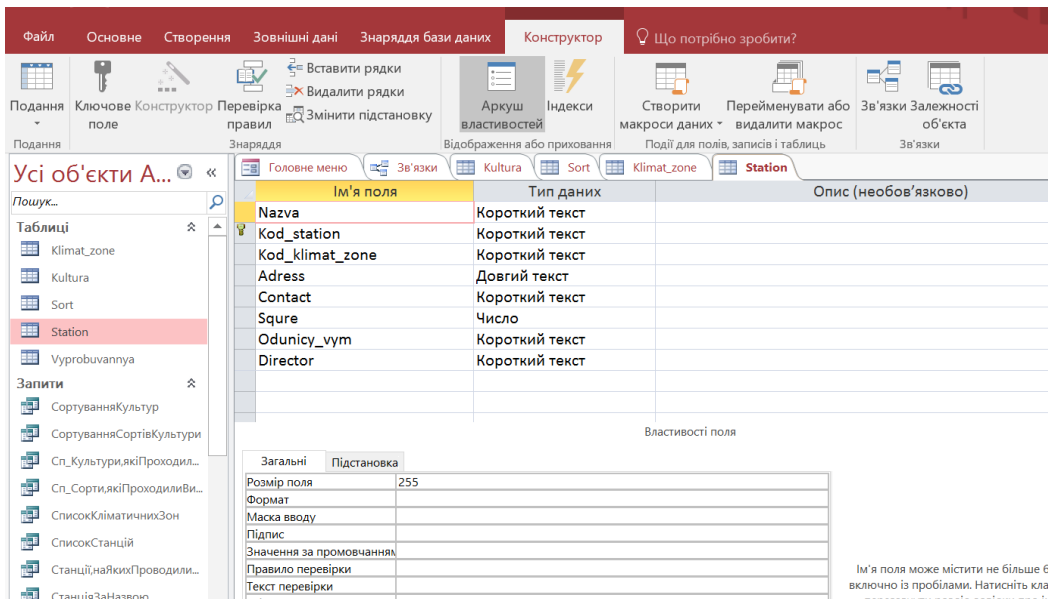 Файл Основне Створення Зовнішні дані Знаряддя бази даних Конструктор Що потрібно зробити?
Подання
Ключове поле
Конструктор
Перевірка правил
Вставити рядки
Видалити рядки
Змінити підстановку
Аркуш властивостей
Індекси
Створити макроси даних
Перейменувати або видалити макрос
Зв'язки
Залежності об'єкта
Подання Знаряддя Відображення або приховання Події для полів, записів і таблиць Зв'язки
Усі об'єкти A... «
Пошук...
Таблиці
Klimat_zone
Kultura
Sort
Station
Vyprobuvannya
Запити
СортуванняКультур
СортуванняСортівКультури
Сп_Культури,якіПроходил...
Сп_Сорти,якіПроходилиВи...
СписокКліматичнихЗон
СписокСтанцій
Станції,наЯкихПроводили...
СтанціяЗаНазвою
Головне меню Зв'язки Kultura Sort Klimat_zone Station
Ім'я поля Тип даних Опис (необов'язково)
Nazva Короткий текст
Kod_station Короткий текст
Kod_klimat_zone Короткий текст
Adress Довгий текст
Contact Короткий текст
Squre Число
Odunicy_vym Короткий текст
Director Короткий текст
Властивості поля
Загальні Підстановка
Розмір поля 255
Формат
Маска вводу
Підпис
Значення за промовчанням
Правило перевірки
Текст перевірки
Ім'я поля може містити не більше
включно із пробілами. Натисніть